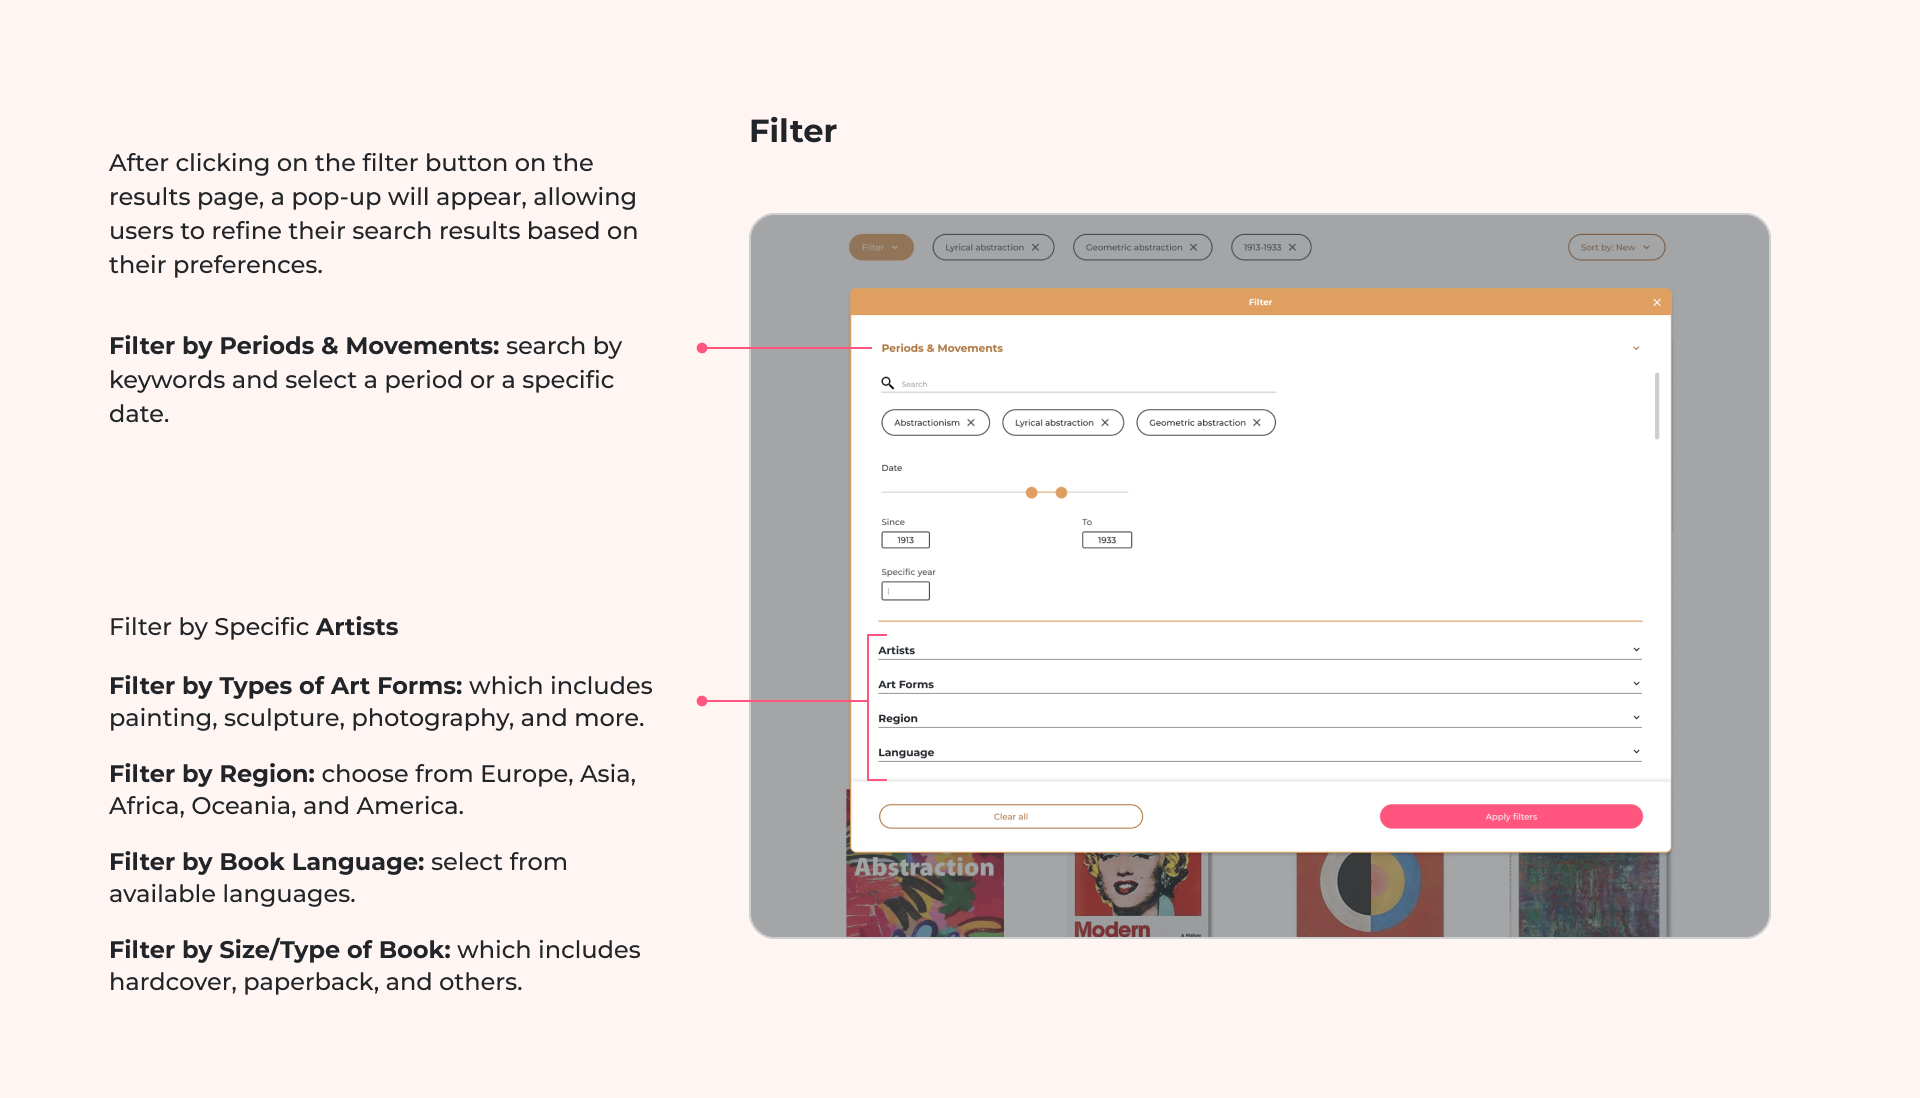 Filter
After clicking on the filter button on the
results page, a pop-up will appear, allowing
users to refine their search results based on
their preferences.
Filter by Periods & Movements: search by
keywords and select a period or a specific
date.
Filter by Specific Artists
Filter by Types of Art Forms: which includes
painting, sculpture, photography, and more.
Filter by Region: choose from Europe, Asia,
Africa, Oceania, and America.
Filter by Book Language: select from
available languages.
Filter by Size/Type of Book: which includes
hardcover, paperback, and others.
Filter
Lyrical abstraction
Geometric abstraction
1913-1933
Sort by: New
Filter
Periods & Movements
Search
Abstractionism
Lyrical abstraction
Geometric abstraction
Date
Since
To
1913
1933
Specific year
Artists
Art Forms
Region
Language
Clear all
Apply filters
Abstraction
Modern
A History